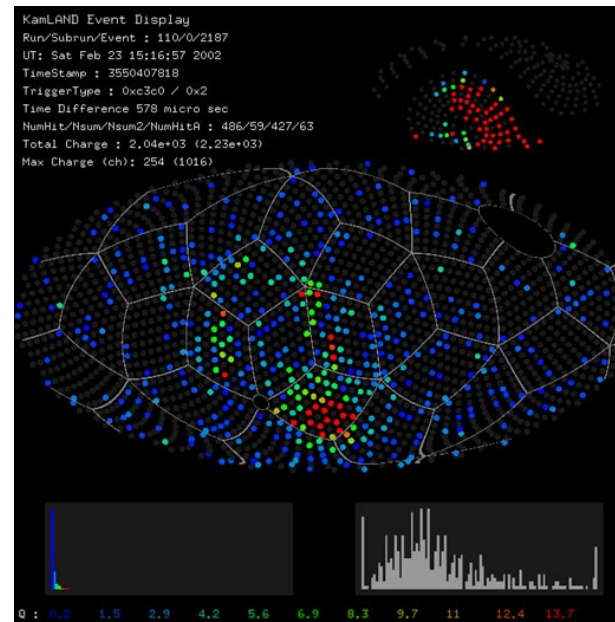 KamLAND Event Display
Run/Subrun/Event : 110/0/2187
UT: Sat Feb 23 15:16:57 2002
TimeStamp : 3550407818
TriggerType : 0xc3c0 / 0x2
Time Difference 578 micro sec
NumHit/Nsum/Nsum2/NumHitA : 486/59/427/63
Total Charge : 2.04e+03 (2.23e+03)
Max Charge (ch): 254 (1016)
Q : 0.2 1.5 2.9 4.2 5.6 6.9 8.3 9.7 11 12.4 13.7